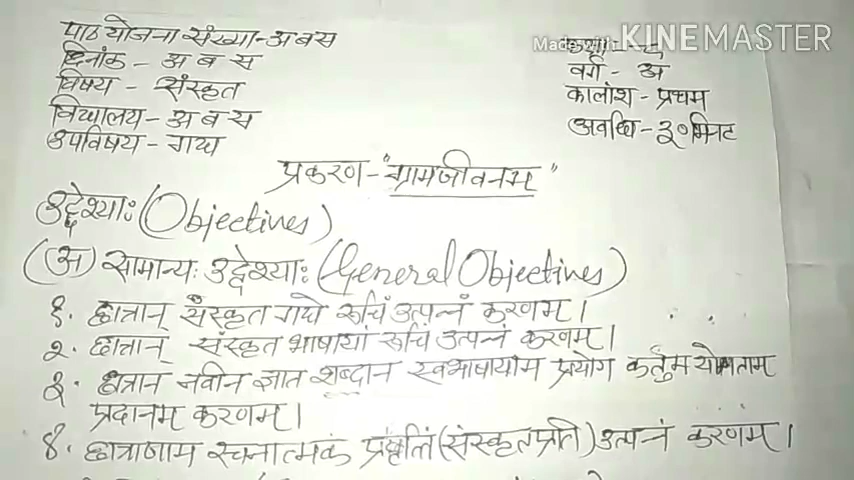 पाठ योजना संख्या - अ ब स
दिनांक - अ ब स
विषय - संस्कृत
विद्यालय - अ ब स
उपविषय - गद्य
Made with KINEMASTER
वर्ग - अ
कालांश - प्रथम
अवधि - ३० मिनट
प्रकरण - "ग्रामजीवनम"
उद्देश्याः (Objectives)
(अ) सामान्यः उद्देश्याः (General Objectives)
१. छात्रान् संस्कृत गद्ये रूचिं उत्पन्नं करणम् ।
२. छात्रान् संस्कृत भाषायां रूचि उत्पन्नं करणम् ।
३. छात्रान नवीन ज्ञात शब्दान स्वभाषायाम प्रयोग कर्तुम योग्यताम
प्रदानम करणम् ।
४. छात्राणाम रचनात्मकं (संस्कृतप्रति) उत्पन्नं करणम् ।